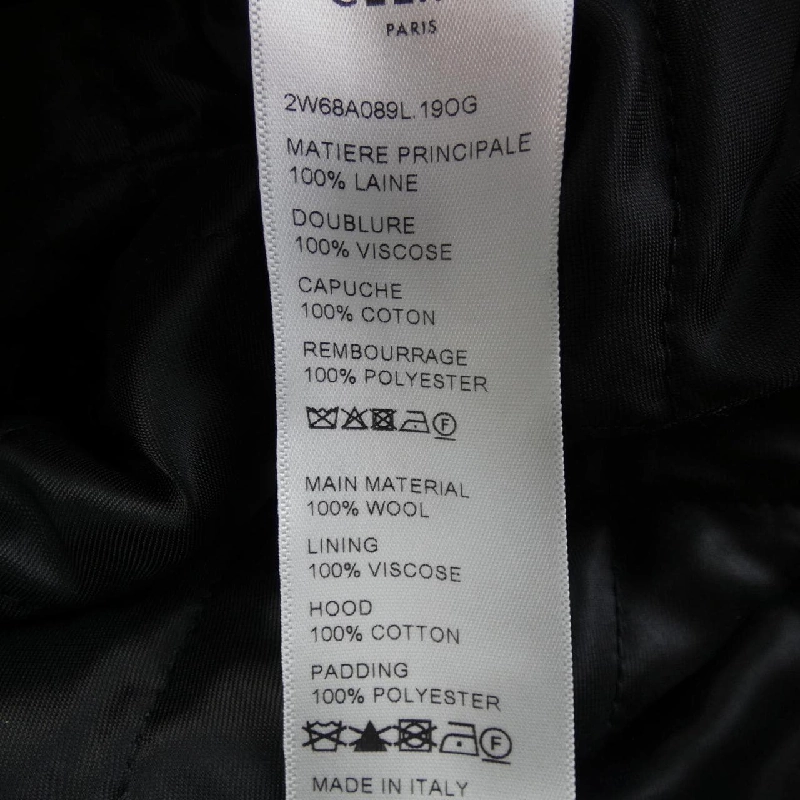 PARIS
2W68A089L.19OG
MATIERE PRINCIPALE
100% LAINE
DOUBLURE
100% VISCOSE
CAPUCHE
100% COTON
REMBOURRAGE
100% POLYESTER
F
MAIN MATERIAL
100% WOOL
LINING
100% VISCOSE
HOOD
100% COTTON
PADDING
100% POLYESTER
F
MADE IN ITALY